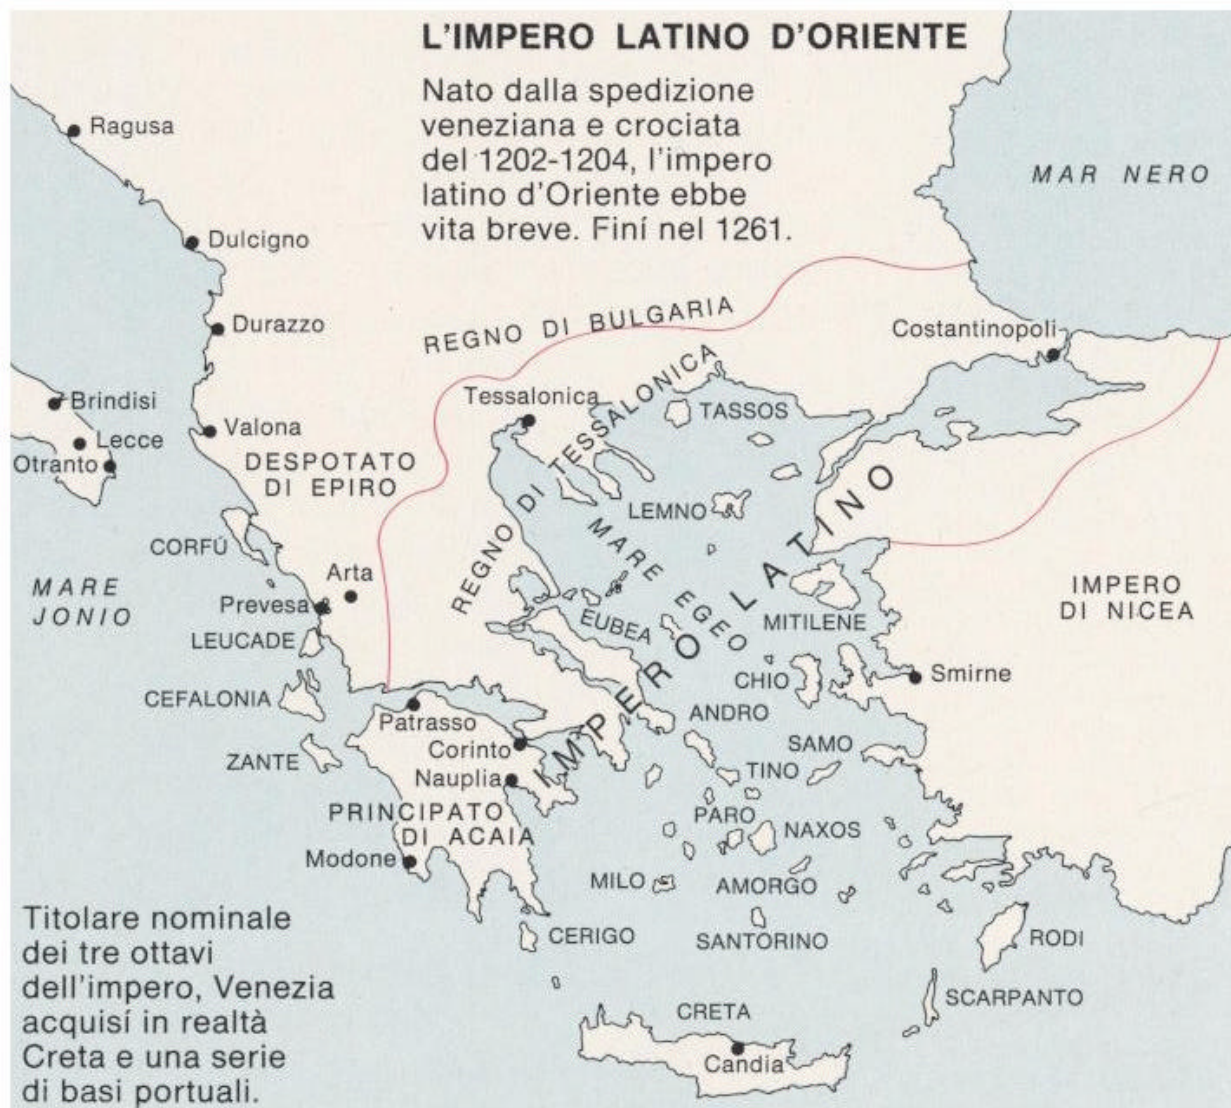 L'IMPERO LATINO D'ORIENTE
Nato dalla spedizione
veneziana e crociata
del 1202-1204, l'impero
latino d'Oriente ebbe
vita breve. Finí nel 1261.
Ragusa
MAR NERO
Dulcigno
REGNO DI BULGARIA
Durazzo
Costantinopoli
Brindisi
Tessalonica
TASSOS
Valona
Lecce
Otranto
DESPOTATO
DI EPIRO
REGNO DI TESSALONICA
LEMNO
CORFÚ
MARE EGEO
IMPERO LATINO
MARE
JONIO
Arta
Prevesa
IMPERO
DI NICEA
EUBEA
MITILENE
LEUCADE
CHIO
Smirne
CEFALONIA
Patrasso
ANDRO
Corinto
SAMO
ZANTE
Nauplia
TINO
PRINCIPATO
DI ACAIA
PARO
NAXOS
Modone
MILO
AMORGO
CERIGO
SANTORINO
RODI
SCARPANTO
CRETA
Candia
Titolare nominale
dei tre ottavi
dell'impero, Venezia
acquisí in realtà
Creta e una serie
di basi portuali.